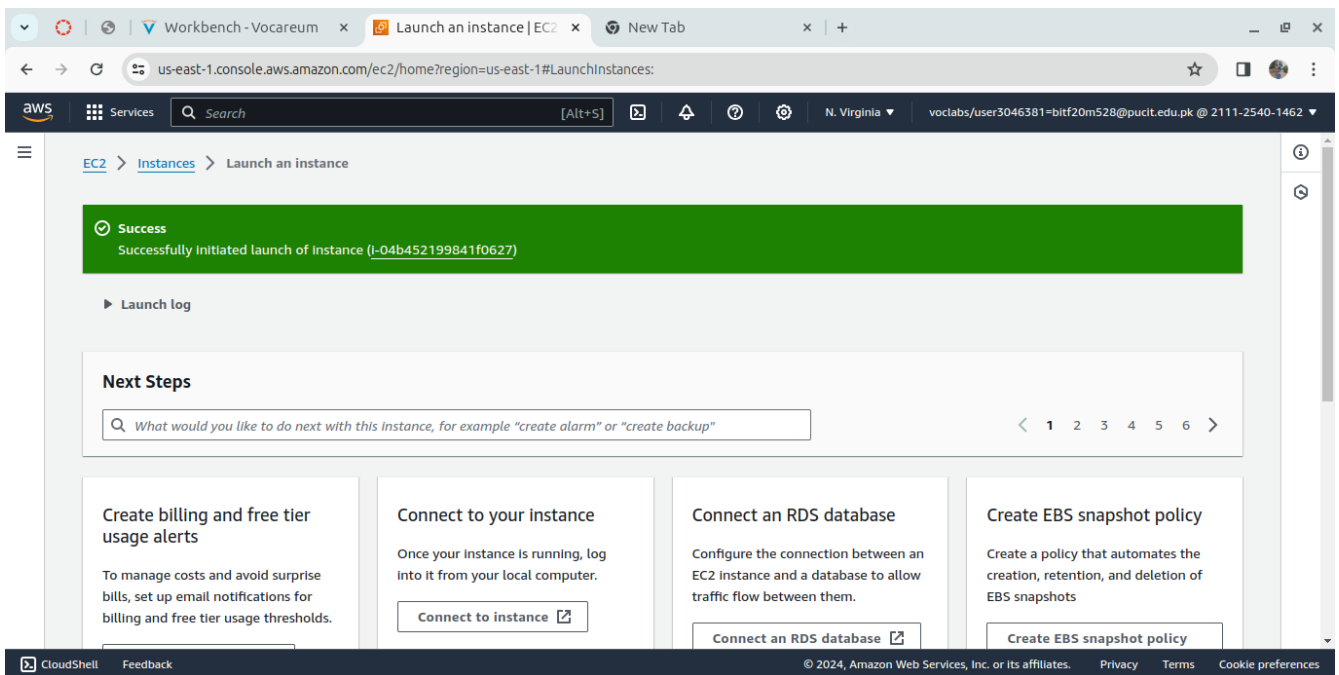 Workbench - Vocareum
Launch an instance | EC2
New Tab
us-east-1.console.aws.amazon.com/ec2/home?region=us-east-1#LaunchInstances:
aws
Services
Search
[Alt+S]
N. Virginia
voclabs/user3046381=bitf20m528@pucit.edu.pk @ 2111-2540-1462
EC2 > Instances > Launch an instance
Success
Successfully initiated launch of instance (i-04b452199841f0627)
Launch log
Next Steps
What would you like to do next with this instance, for example "create alarm" or "create backup"
1 2 3 4 5 6
Create billing and free tier
usage alerts
To manage costs and avoid surprise
bills, set up email notifications for
billing and free tier usage thresholds.
Connect to your instance
Once your instance is running, log
into it from your local computer.
Connect to instance
Connect an RDS database
Configure the connection between an
EC2 instance and a database to allow
traffic flow between them.
Connect an RDS database
Create EBS snapshot policy
Create a policy that automates the
creation, retention, and deletion of
EBS snapshots
Create EBS snapshot policy
CloudShell
Feedback
© 2024, Amazon Web Services, Inc. or its affiliates.
Privacy
Terms
Cookie preferences